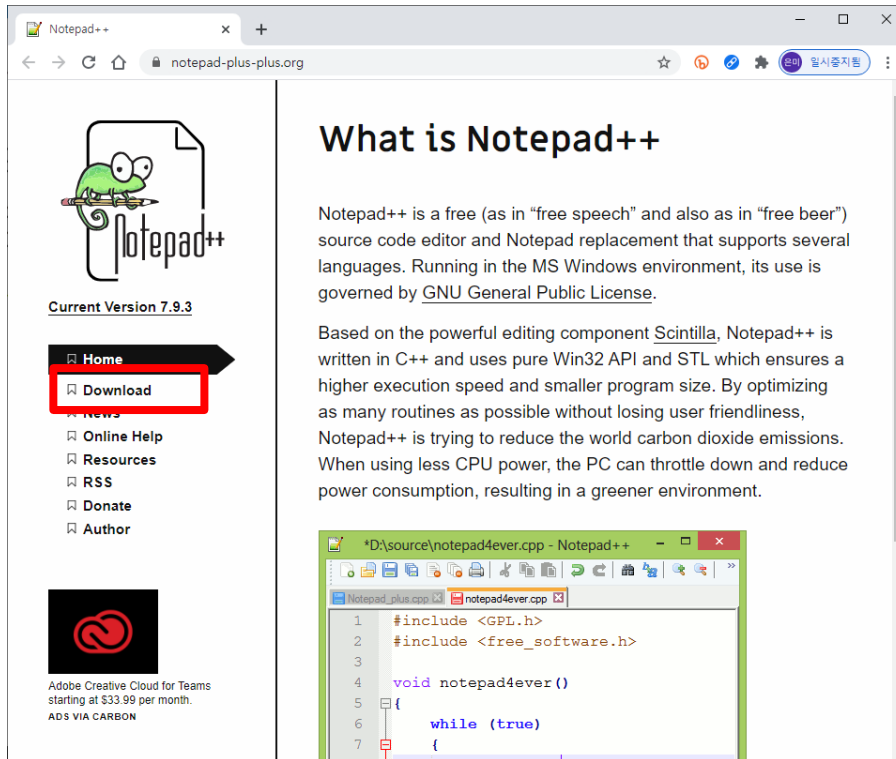 Notepad++
notepad-plus-plus.org
은미 일시중지됨
Notepad++
Current Version 7.9.3
Home
Download
News
Online Help
Resources
RSS
Donate
Author
Adobe Creative Cloud for Teams
starting at $33.99 per month.
ADS VIA CARBON
What is Notepad++
Notepad++ is a free (as in “free speech” and also as in “free beer”)
source code editor and Notepad replacement that supports several
languages. Running in the MS Windows environment, its use is
governed by GNU General Public License.
Based on the powerful editing component Scintilla, Notepad++ is
written in C++ and uses pure Win32 API and STL which ensures a
higher execution speed and smaller program size. By optimizing
as many routines as possible without losing user friendliness,
Notepad++ is trying to reduce the world carbon dioxide emissions.
When using less CPU power, the PC can throttle down and reduce
power consumption, resulting in a greener environment.
*D:\source\notepad4ever.cpp - Notepad++
Notepad_plus.cpp notepad4ever.cpp
1 #include <GPL.h>
2 #include <free_software.h>
3
4 void notepad4ever()
5 {
6 while (true)
7 {